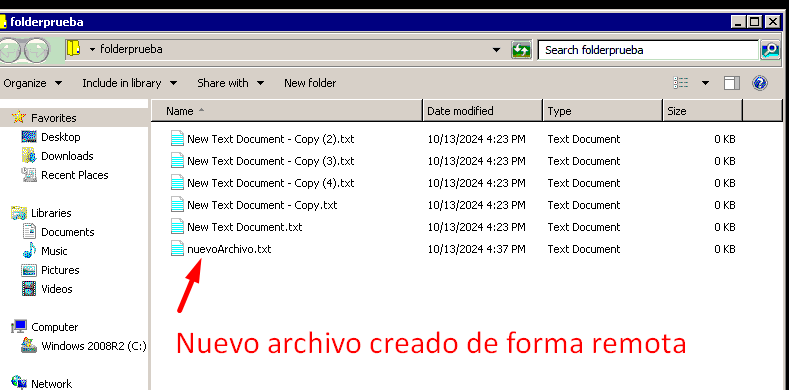 folderprueba
folderprueba
Search folderprueba
Organize Include in library Share with New folder
Favorites
Desktop
Downloads
Recent Places
Libraries
Documents
Music
Pictures
Videos
Computer
Windows 2008R2 (C:)
Network
Name Date modified Type Size
New Text Document - Copy (2).txt 10/13/2024 4:23 PM Text Document 0 KB
New Text Document - Copy (3).txt 10/13/2024 4:23 PM Text Document 0 KB
New Text Document - Copy (4).txt 10/13/2024 4:23 PM Text Document 0 KB
New Text Document - Copy.txt 10/13/2024 4:23 PM Text Document 0 KB
New Text Document.txt 10/13/2024 4:23 PM Text Document 0 KB
nuevoArchivo.txt 10/13/2024 4:37 PM Text Document 0 KB
Nuevo archivo creado de forma remota